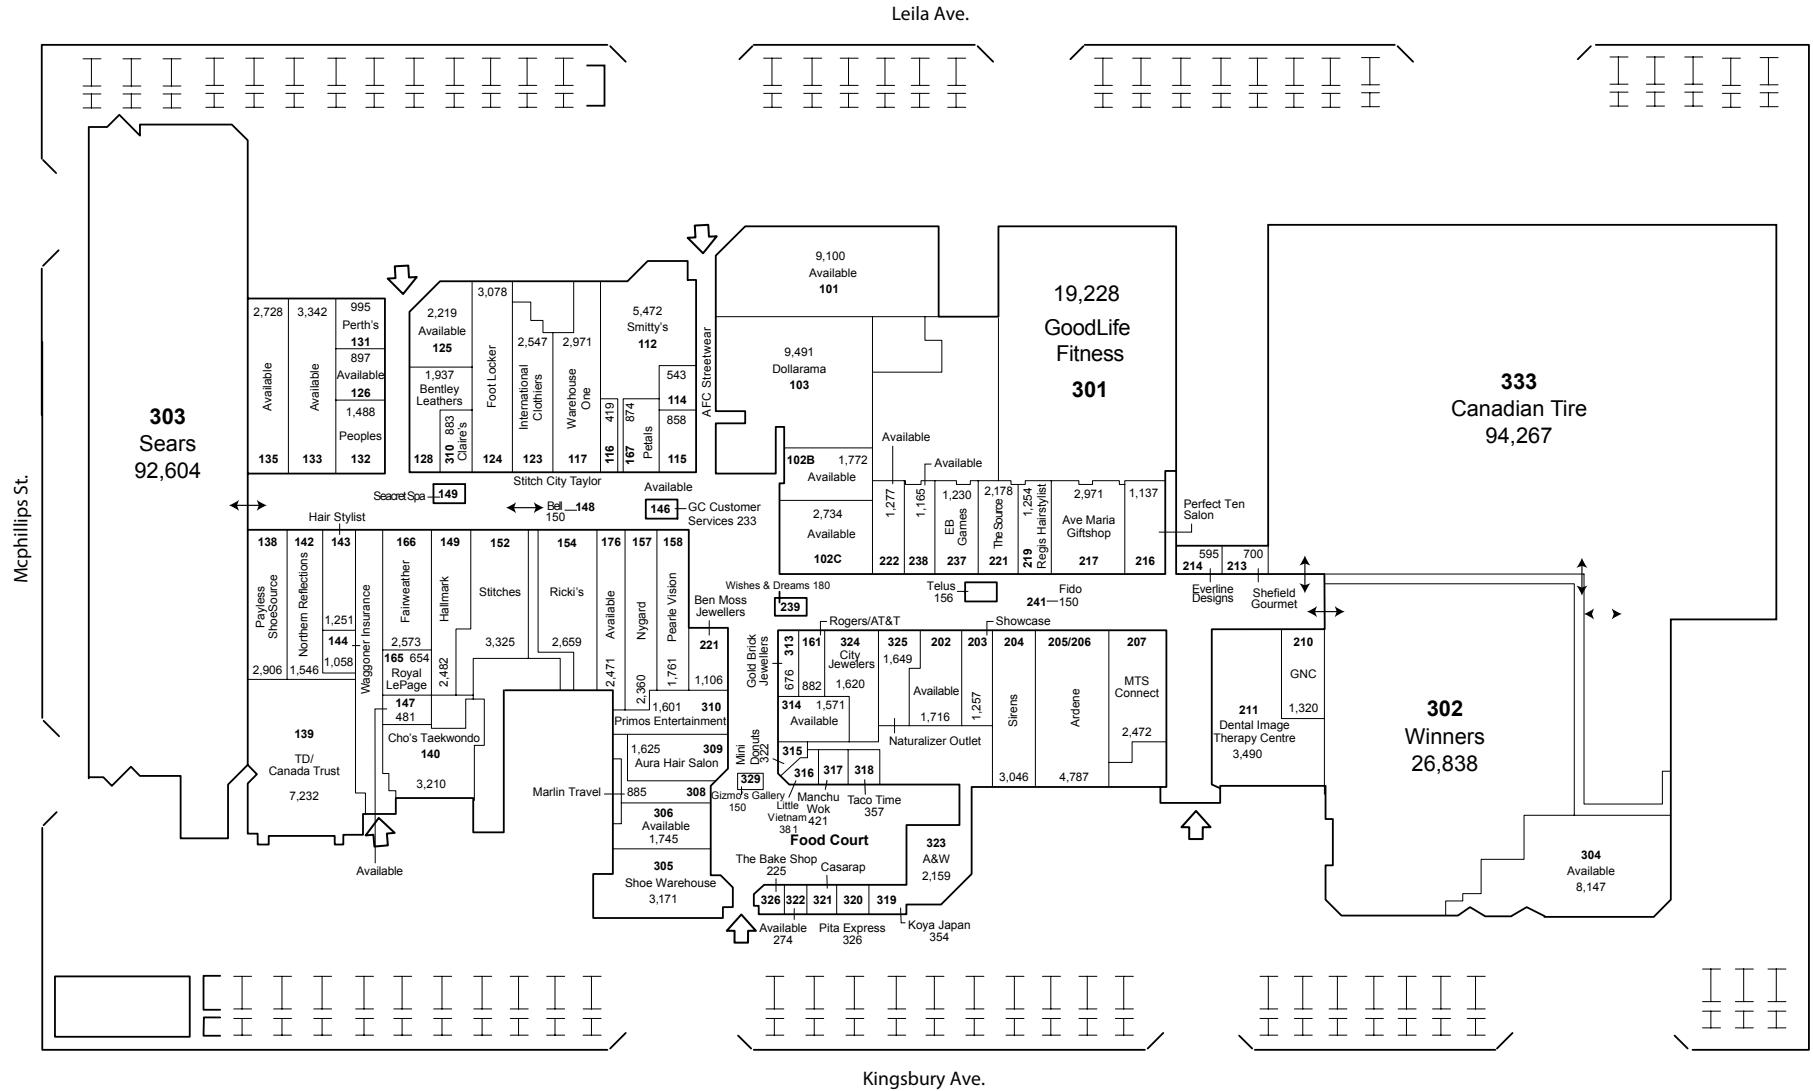 Leila Ave.
Mcphillips St.
303
Sears
92,604
2,728
Available
135
3,342
Available
133
995
Perth's
131
897
Available
126
1,488
Peoples
132
2,219
Available
125
1,937
Bentley
Leathers
128
883
Claire's
310
3,078
Foot Locker
124
2,547
International
Clothiers
123
2,971
Warehouse
One
117
5,472
Smitty's
112
419
116
874
Petals
167
543
114
858
115
AFC Streetwear
9,100
Available
101
9,491
Dollarama
103
19,228
GoodLife
Fitness
301
333
Canadian Tire
94,267
102B
1,772
Available
2,734
Available
102C
Available
1,277
222
Available
1,165
238
1,230
EB
Games
237
2,178
The Source
221
1,254
Regis Hairstylist
219
2,971
Ave Maria
Giftshop
217
1,137
216
Perfect Ten
Salon
595
214
Everline
Designs
700
213
Shefield
Gourmet
Seacret Spa
149
Stitch City Taylor
Bell
148
150
Available
146
GC Customer
Services 233
Hair Stylist
138
Payless
ShoeSource
2,906
142
Northern Reflections
1,546
143
1,251
144
1,058
Waggoner Insurance
166
Fairweather
2,573
165
654
Royal
LePage
147
481
149
Hallmark
2,482
152
Stitches
3,325
154
Ricki's
2,659
176
Available
2,471
157
Nygard
2,360
158
Pearle Vision
1,761
Ben Moss
Jewellers
221
1,106
139
TD/
Canada Trust
7,232
Cho's Taekwondo
140
3,210
Available
1,601
310
Primos Entertainment
1,625
309
Aura Hair Salon
Marlin Travel
885
308
306
Available
1,745
305
Shoe Warehouse
3,171
Wishes & Dreams 180
239
Telus
156
Fido
241
150
Gold Brick
Jewellers
313
676
Rogers/AT&T
161
882
324
City
Jewelers
1,620
325
1,649
202
Available
1,716
Showcase
203
1,257
204
Sirens
3,046
205/206
Ardene
4,787
207
MTS
Connect
2,472
314
1,571
Available
Naturalizer Outlet
Mini
Donuts
322
315
316
317
318
329
Gizmo's Gallery
150
Little
Vietnam
381
Manchu
Wok
421
Taco Time
357
Food Court
323
A&W
2,159
The Bake Shop
225
Casarap
326
322
321
320
319
Available
274
Pita Express
326
Koya Japan
354
210
GNC
1,320
211
Dental Image
Therapy Centre
3,490
302
Winners
26,838
304
Available
8,147
Kingsbury Ave.